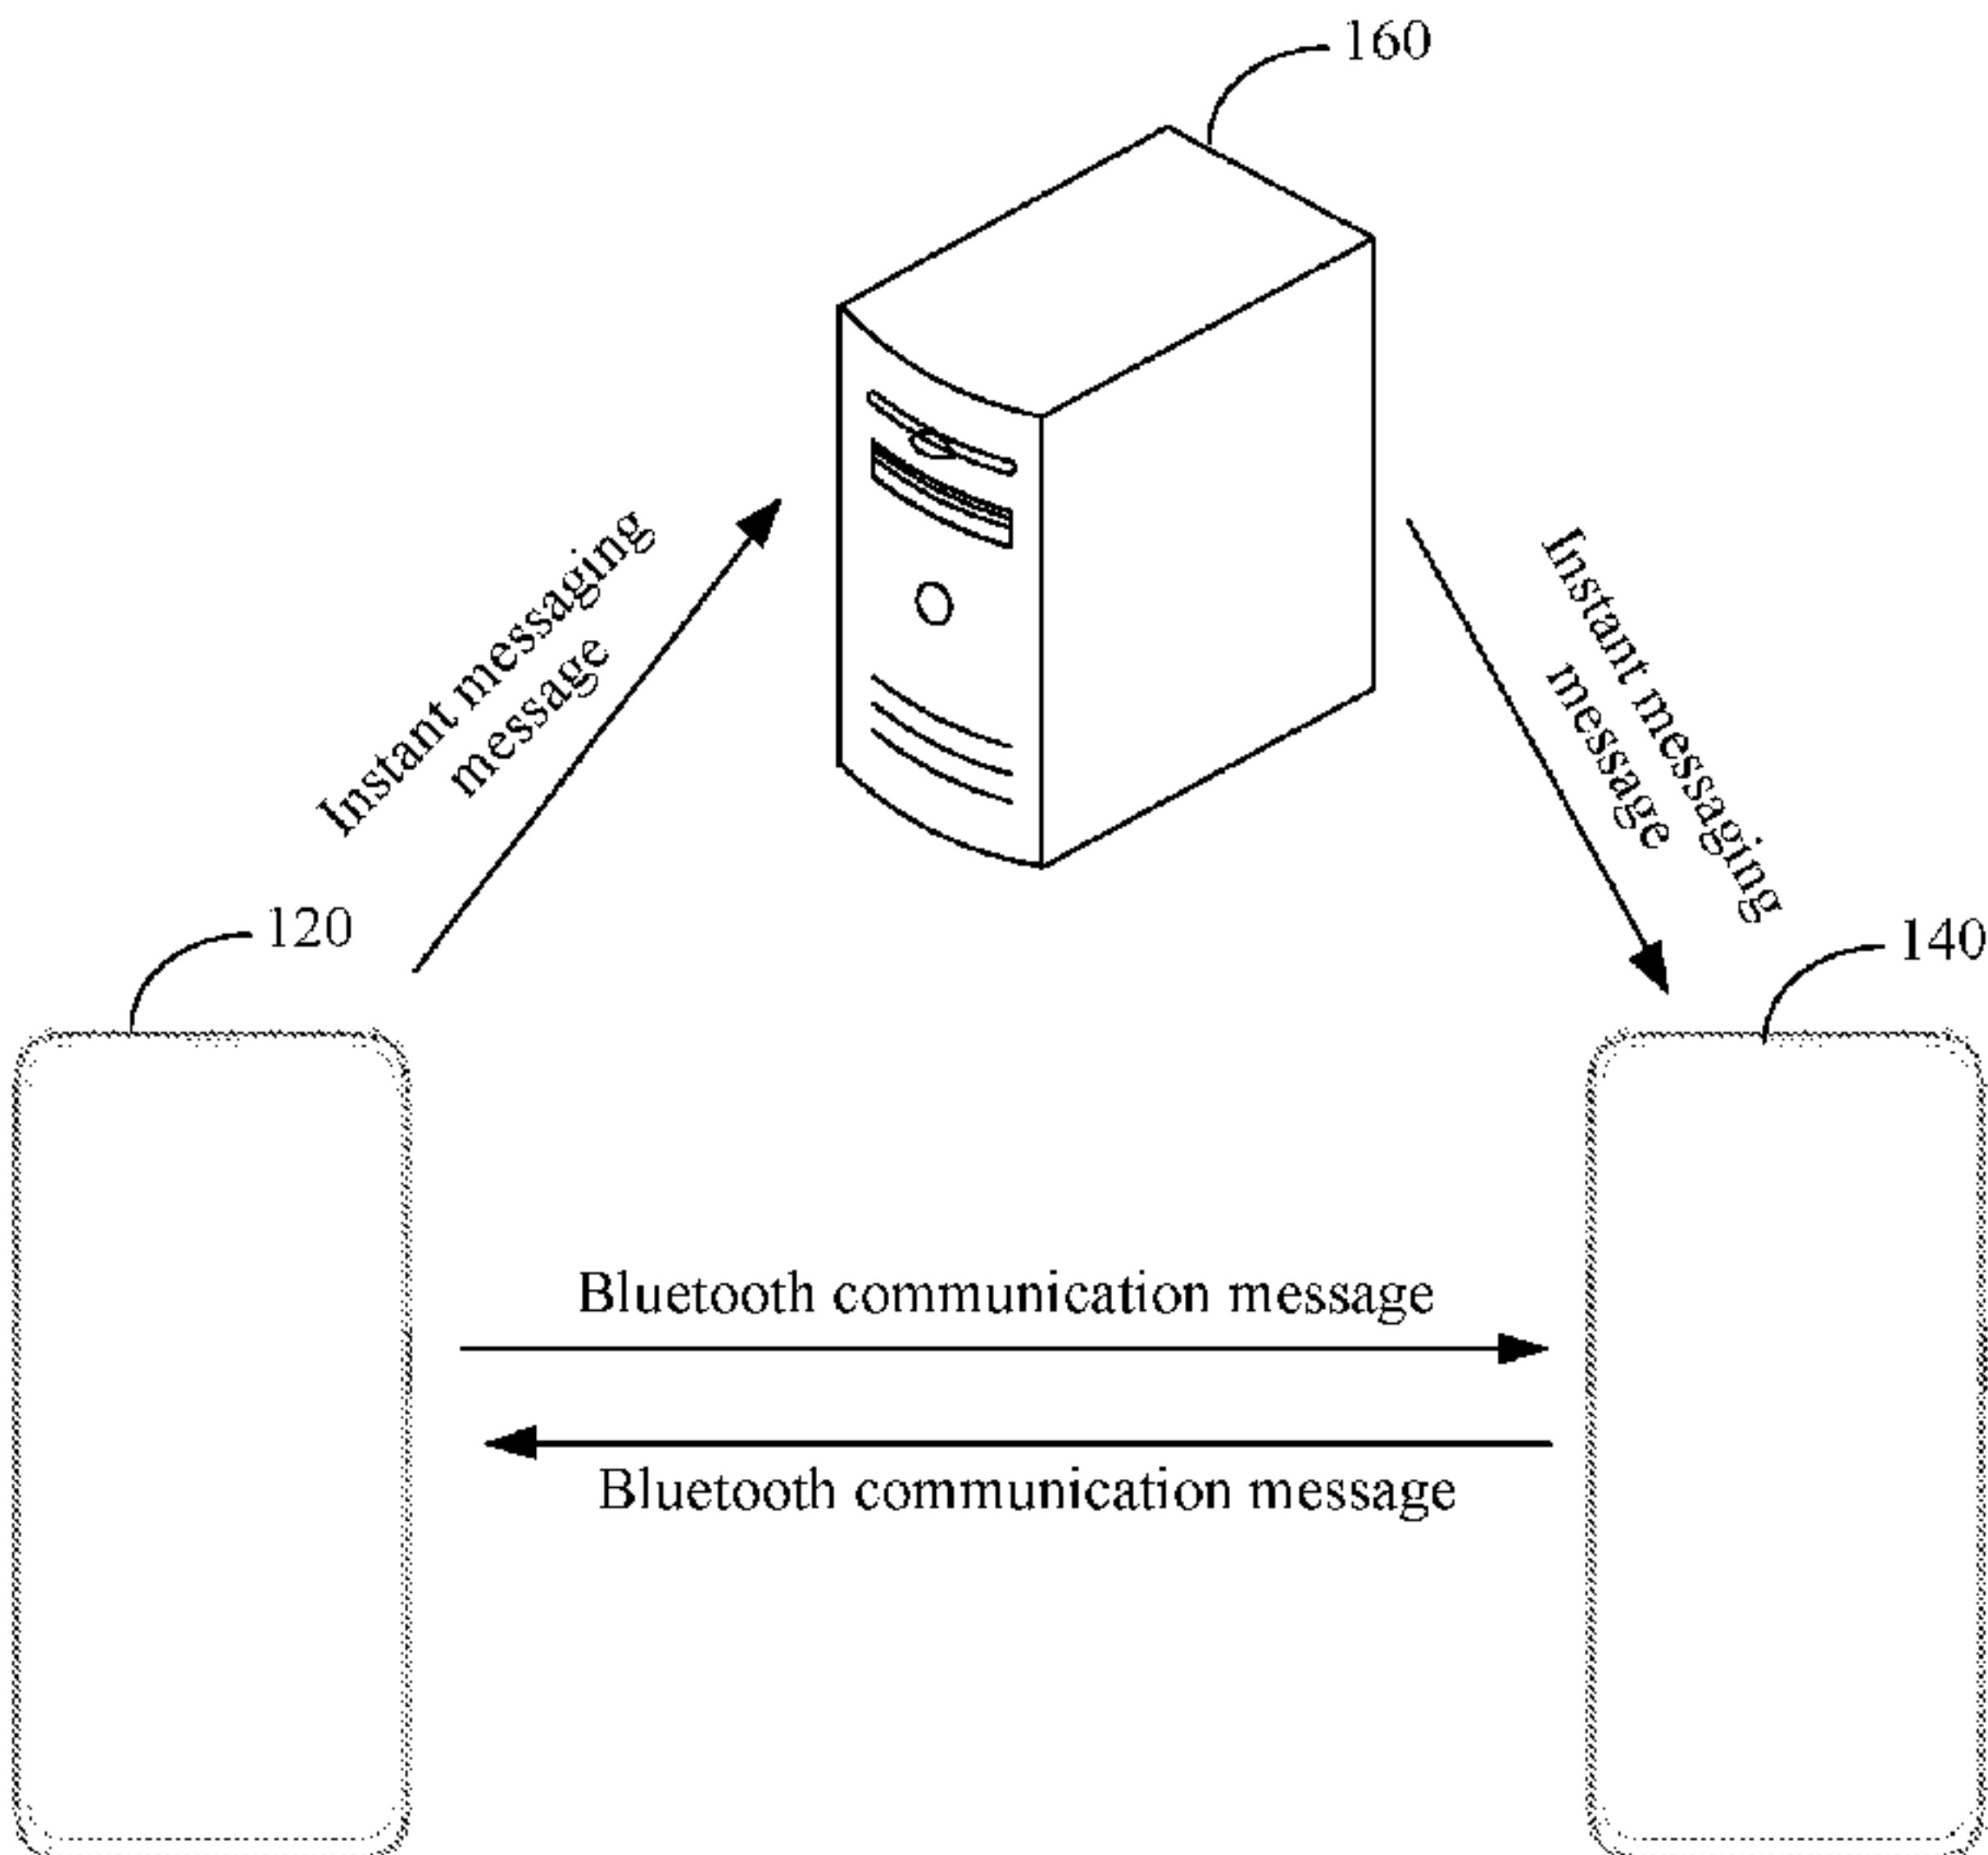 160
Instant messaging
message
Instant messaging
message
120
140
Bluetooth communication message
Bluetooth communication message